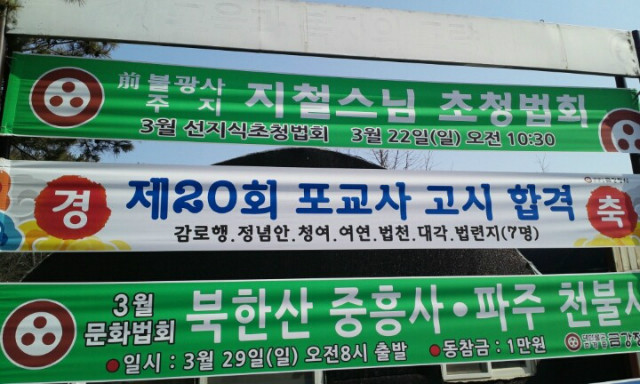 前 불광사
주지 지철스님 초청법회
3월 선지식초청법회 3월 22일(일) 오전 10:30
경 제20회 포교사 고시 합격 축
감로행.정념안.청여.여연.법천.대각.법련지(7명)
3월
문화법회 북한산 중흥사·파주 천불사
●일시 : 3월 29일(일) 오전8시 출발 ●동참금 : 1만원